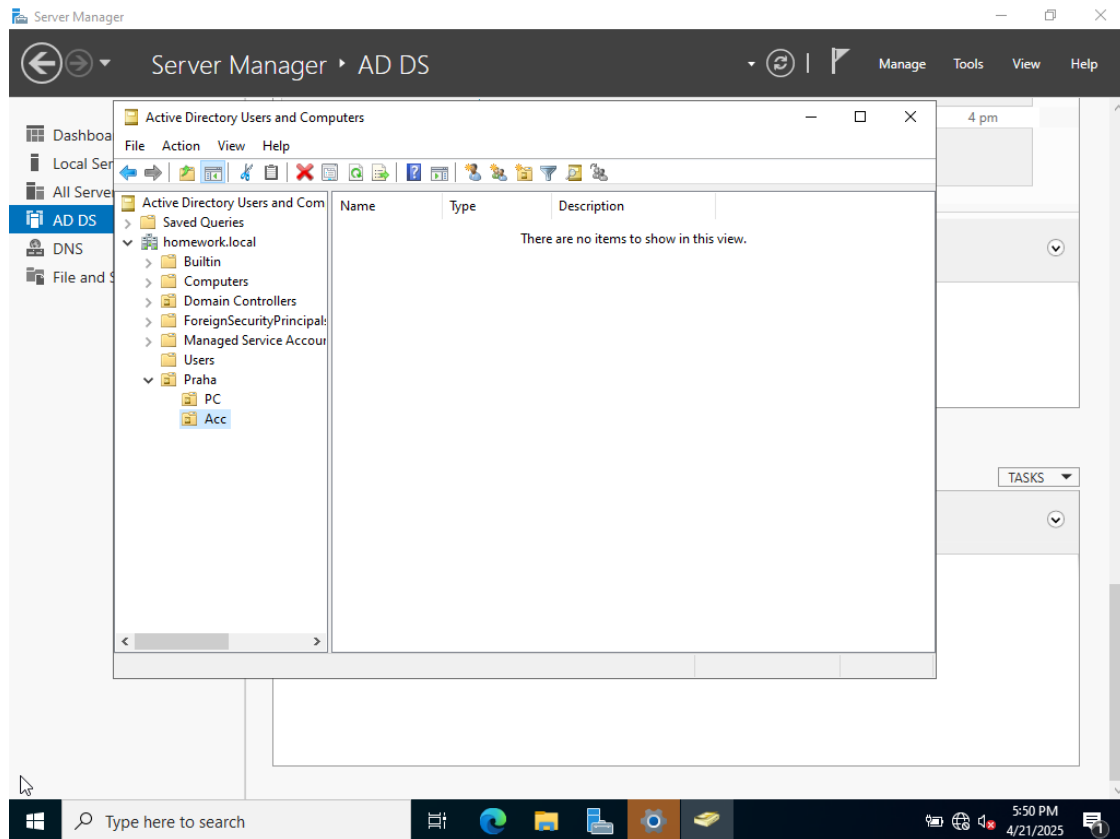 Server Manager
Server Manager ‣ AD DS
Manage Tools View Help
Dashboa
Local Ser
All Server
AD DS
DNS
File and S
4 pm
Active Directory Users and Computers
File Action View Help
Active Directory Users and Com
Saved Queries
homework.local
Builtin
Computers
Domain Controllers
ForeignSecurityPrincipals
Managed Service Accour
Users
Praha
PC
Acc
Name Type Description
There are no items to show in this view.
TASKS
Type here to search
5:50 PM
4/21/2025
1